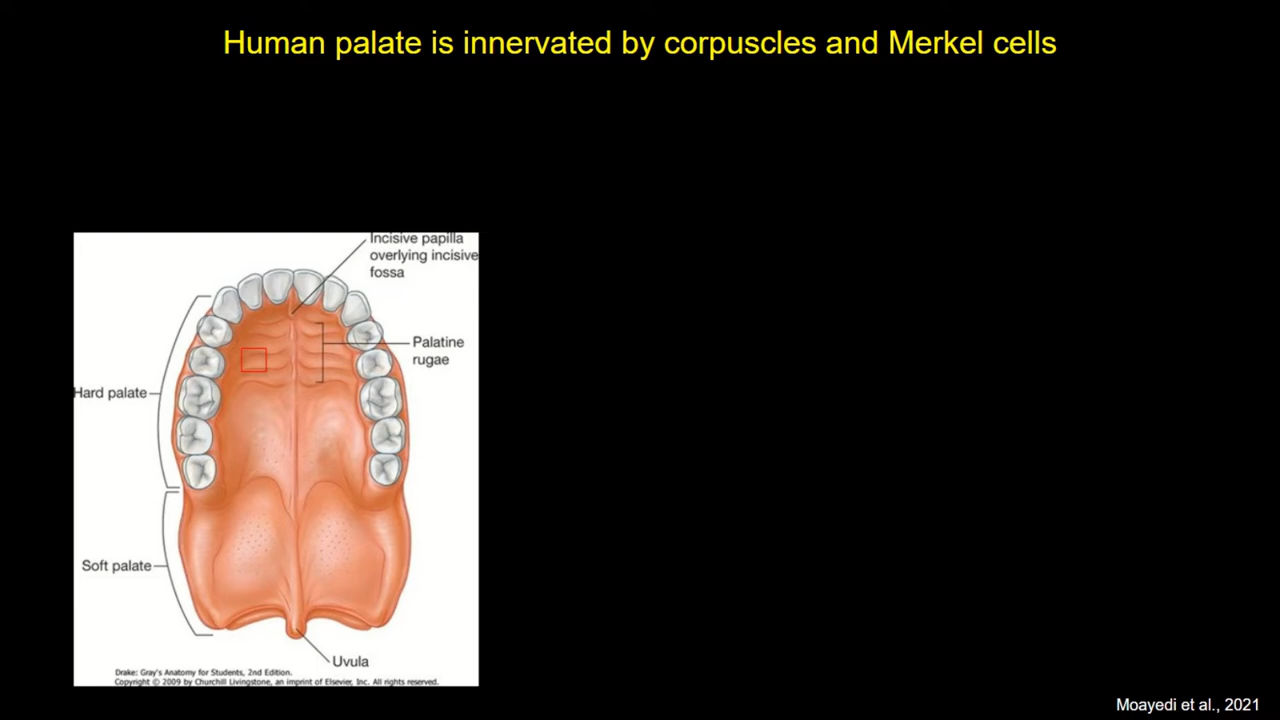 Human palate is innervated by corpuscles and Merkel cells
Incisive papilla
overlying incisive
fossa
Palatine
rugae
Hard palate
Soft palate
Uvula
Drake: Gray's Anatomy for Students, 2nd Edition.
Copyright © 2009 by Churchill Livingstone, an imprint of Elsevier, Inc. All rights reserved.
Moayedi et al., 2021